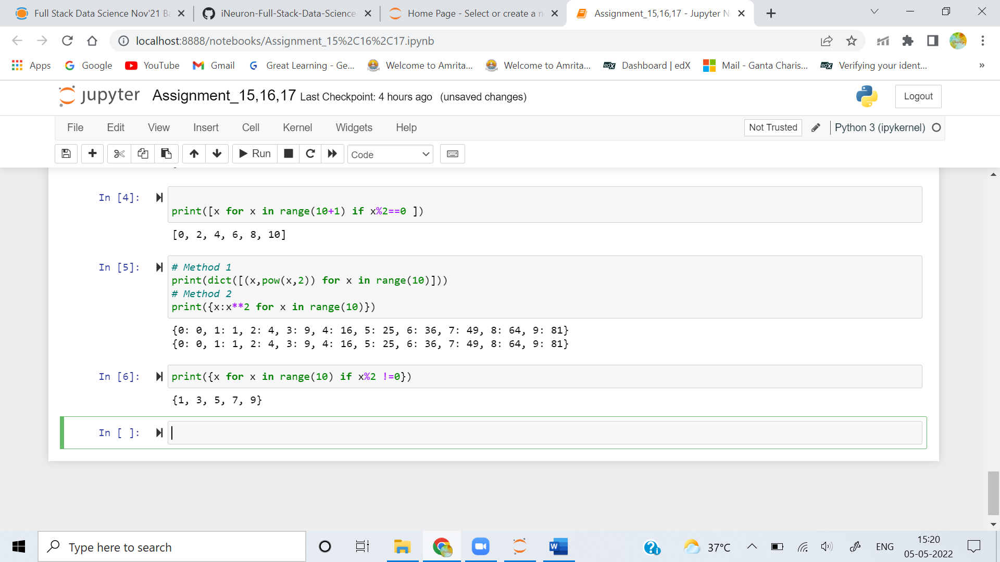 Full Stack Data Science Nov'21 Ba
iNeuron-Full-Stack-Data-Science-
Home Page - Select or create a n
Assignment_15,16,17 - Jupyter N
localhost:8888/notebooks/Assignment_15%2C16%2C17.ipynb
Apps
Google
YouTube
Gmail
Great Learning - Ge...
Welcome to Amrita...
Welcome to Amrita...
edX Dashboard | edX
Mail - Ganta Charis...
edX Verifying your ident...
»
jupyter Assignment_15,16,17 Last Checkpoint: 4 hours ago (unsaved changes)
Logout
File Edit View Insert Cell Kernel Widgets Help
Not Trusted
Python 3 (ipykernel)
Run
Code
In [4]:
print([x for x in range(10+1) if x%2==0 ])
[0, 2, 4, 6, 8, 10]
In [5]:
# Method 1
print(dict([(x,pow(x,2)) for x in range(10)]))
# Method 2
print({x:x**2 for x in range(10)})
{0: 0, 1: 1, 2: 4, 3: 9, 4: 16, 5: 25, 6: 36, 7: 49, 8: 64, 9: 81}
{0: 0, 1: 1, 2: 4, 3: 9, 4: 16, 5: 25, 6: 36, 7: 49, 8: 64, 9: 81}
In [6]:
print({x for x in range(10) if x%2 !=0})
{1, 3, 5, 7, 9}
In [ ]:
Type here to search
37°C
ENG
15:20
05-05-2022